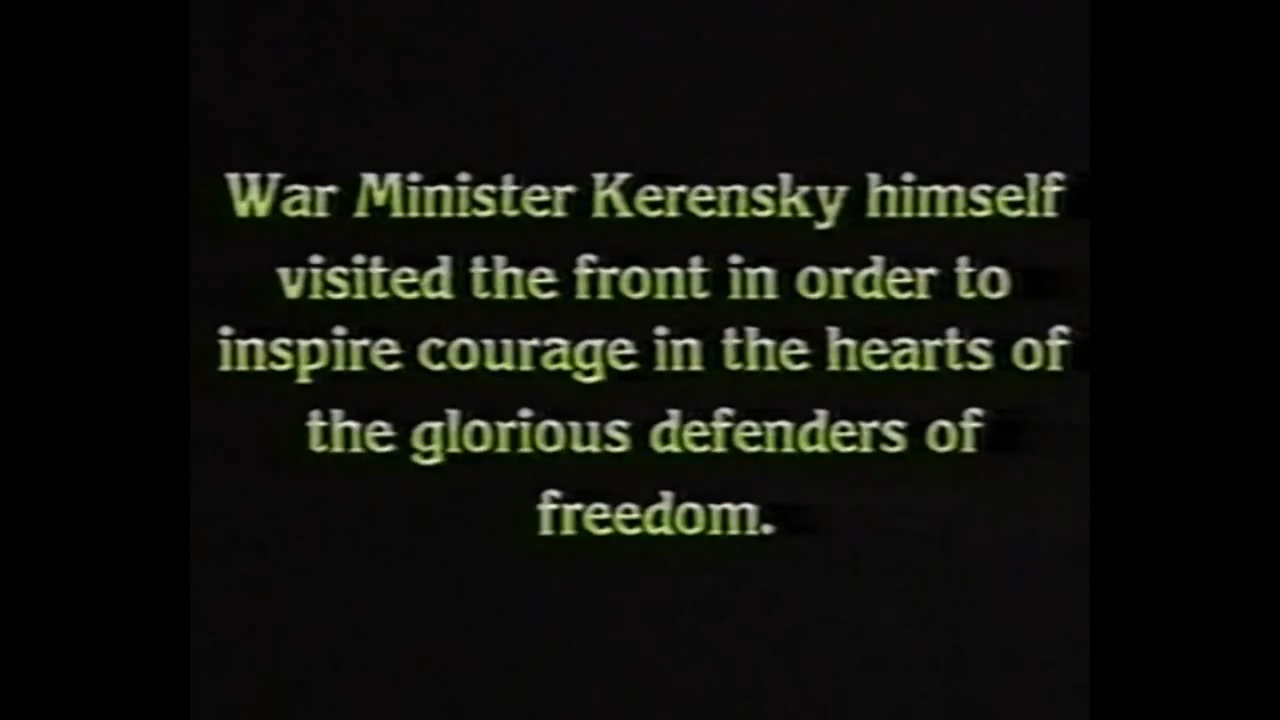 War Minister Kerensky himself
visited the front in order to
inspire courage in the hearts of
the glorious defenders of
freedom.